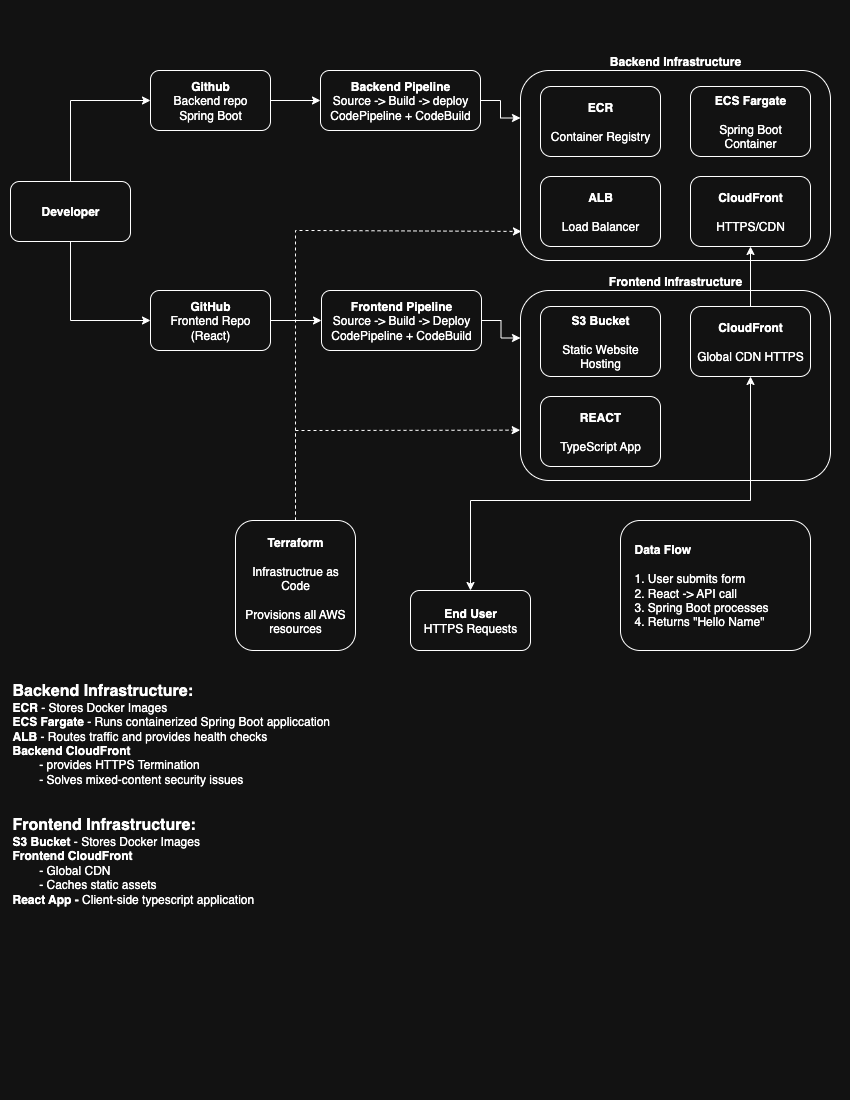 Backend Infrastructure
Github
Backend repo
Spring Boot
Backend Pipeline
Source -> Build -> deploy
CodePipeline + CodeBuild
ECR
Container Registry
ECS Fargate
Spring Boot
Container
Developer
ALB
Load Balancer
CloudFront
HTTPS/CDN
Frontend Infrastructure
GitHub
Frontend Repo
(React)
Frontend Pipeline
Source -> Build -> Deploy
CodePipeline + CodeBuild
S3 Bucket
Static Website
Hosting
CloudFront
Global CDN HTTPS
REACT
TypeScript App
Terraform
Infrastructrue as
Code
Provisions all AWS
resources
End User
HTTPS Requests
Data Flow
1. User submits form
2. React -> API call
3. Spring Boot processes
4. Returns "Hello Name"
Backend Infrastructure:
ECR - Stores Docker Images
ECS Fargate - Runs containerized Spring Boot appliccation
ALB - Routes traffic and provides health checks
Backend CloudFront
- provides HTTPS Termination
- Solves mixed-content security issues
Frontend Infrastructure:
S3 Bucket - Stores Docker Images
Frontend CloudFront
- Global CDN
- Caches static assets
React App - Client-side typescript application